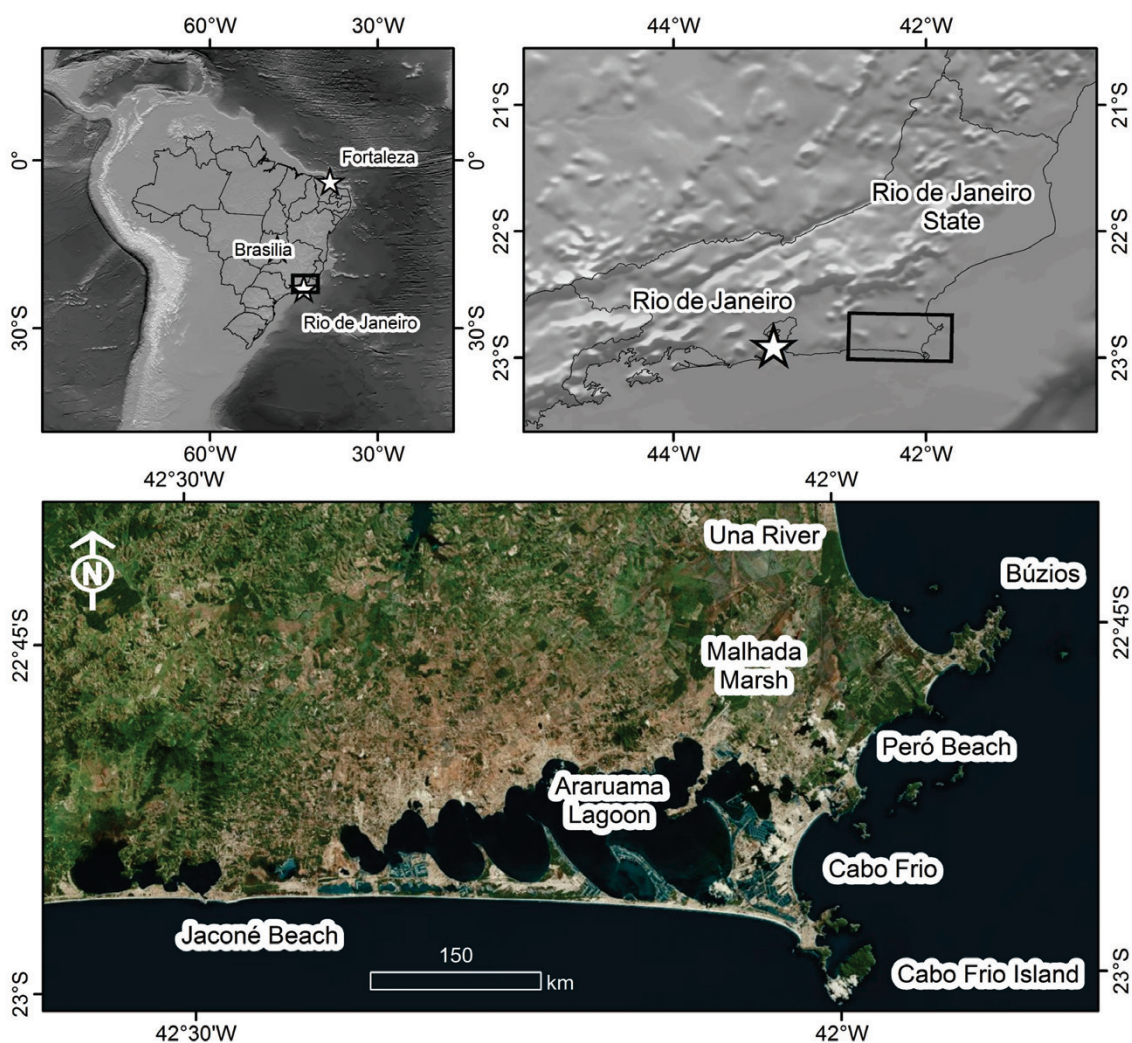 60°W
30°W
0°
30°S
Fortaleza
Brasilia
Rio de Janeiro
0°
30°S
60°W
30°W
44°W
42°W
21°S
22°S
23°S
Rio de Janeiro
State
Rio de Janeiro
21°S
22°S
23°S
44°W
42°W
42°30'W
42°W
N
Una River
Búzios
22°45'S
22°45'S
Malhada
Marsh
Peró Beach
Araruama
Lagoon
Cabo Frio
Jaconé Beach
150
km
Cabo Frio Island
23°S
23°S
42°30'W
42°W